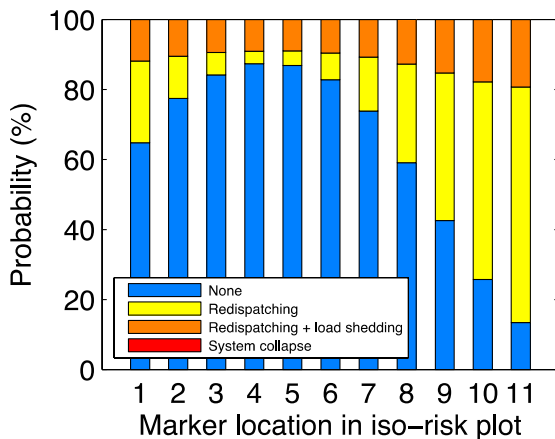 100
80
60
40
20
0
Probability (%)
None
Redispatching
Redispatching + load shedding
System collapse
1 2 3 4 5 6 7 8 9 10 11
Marker location in iso−risk plot